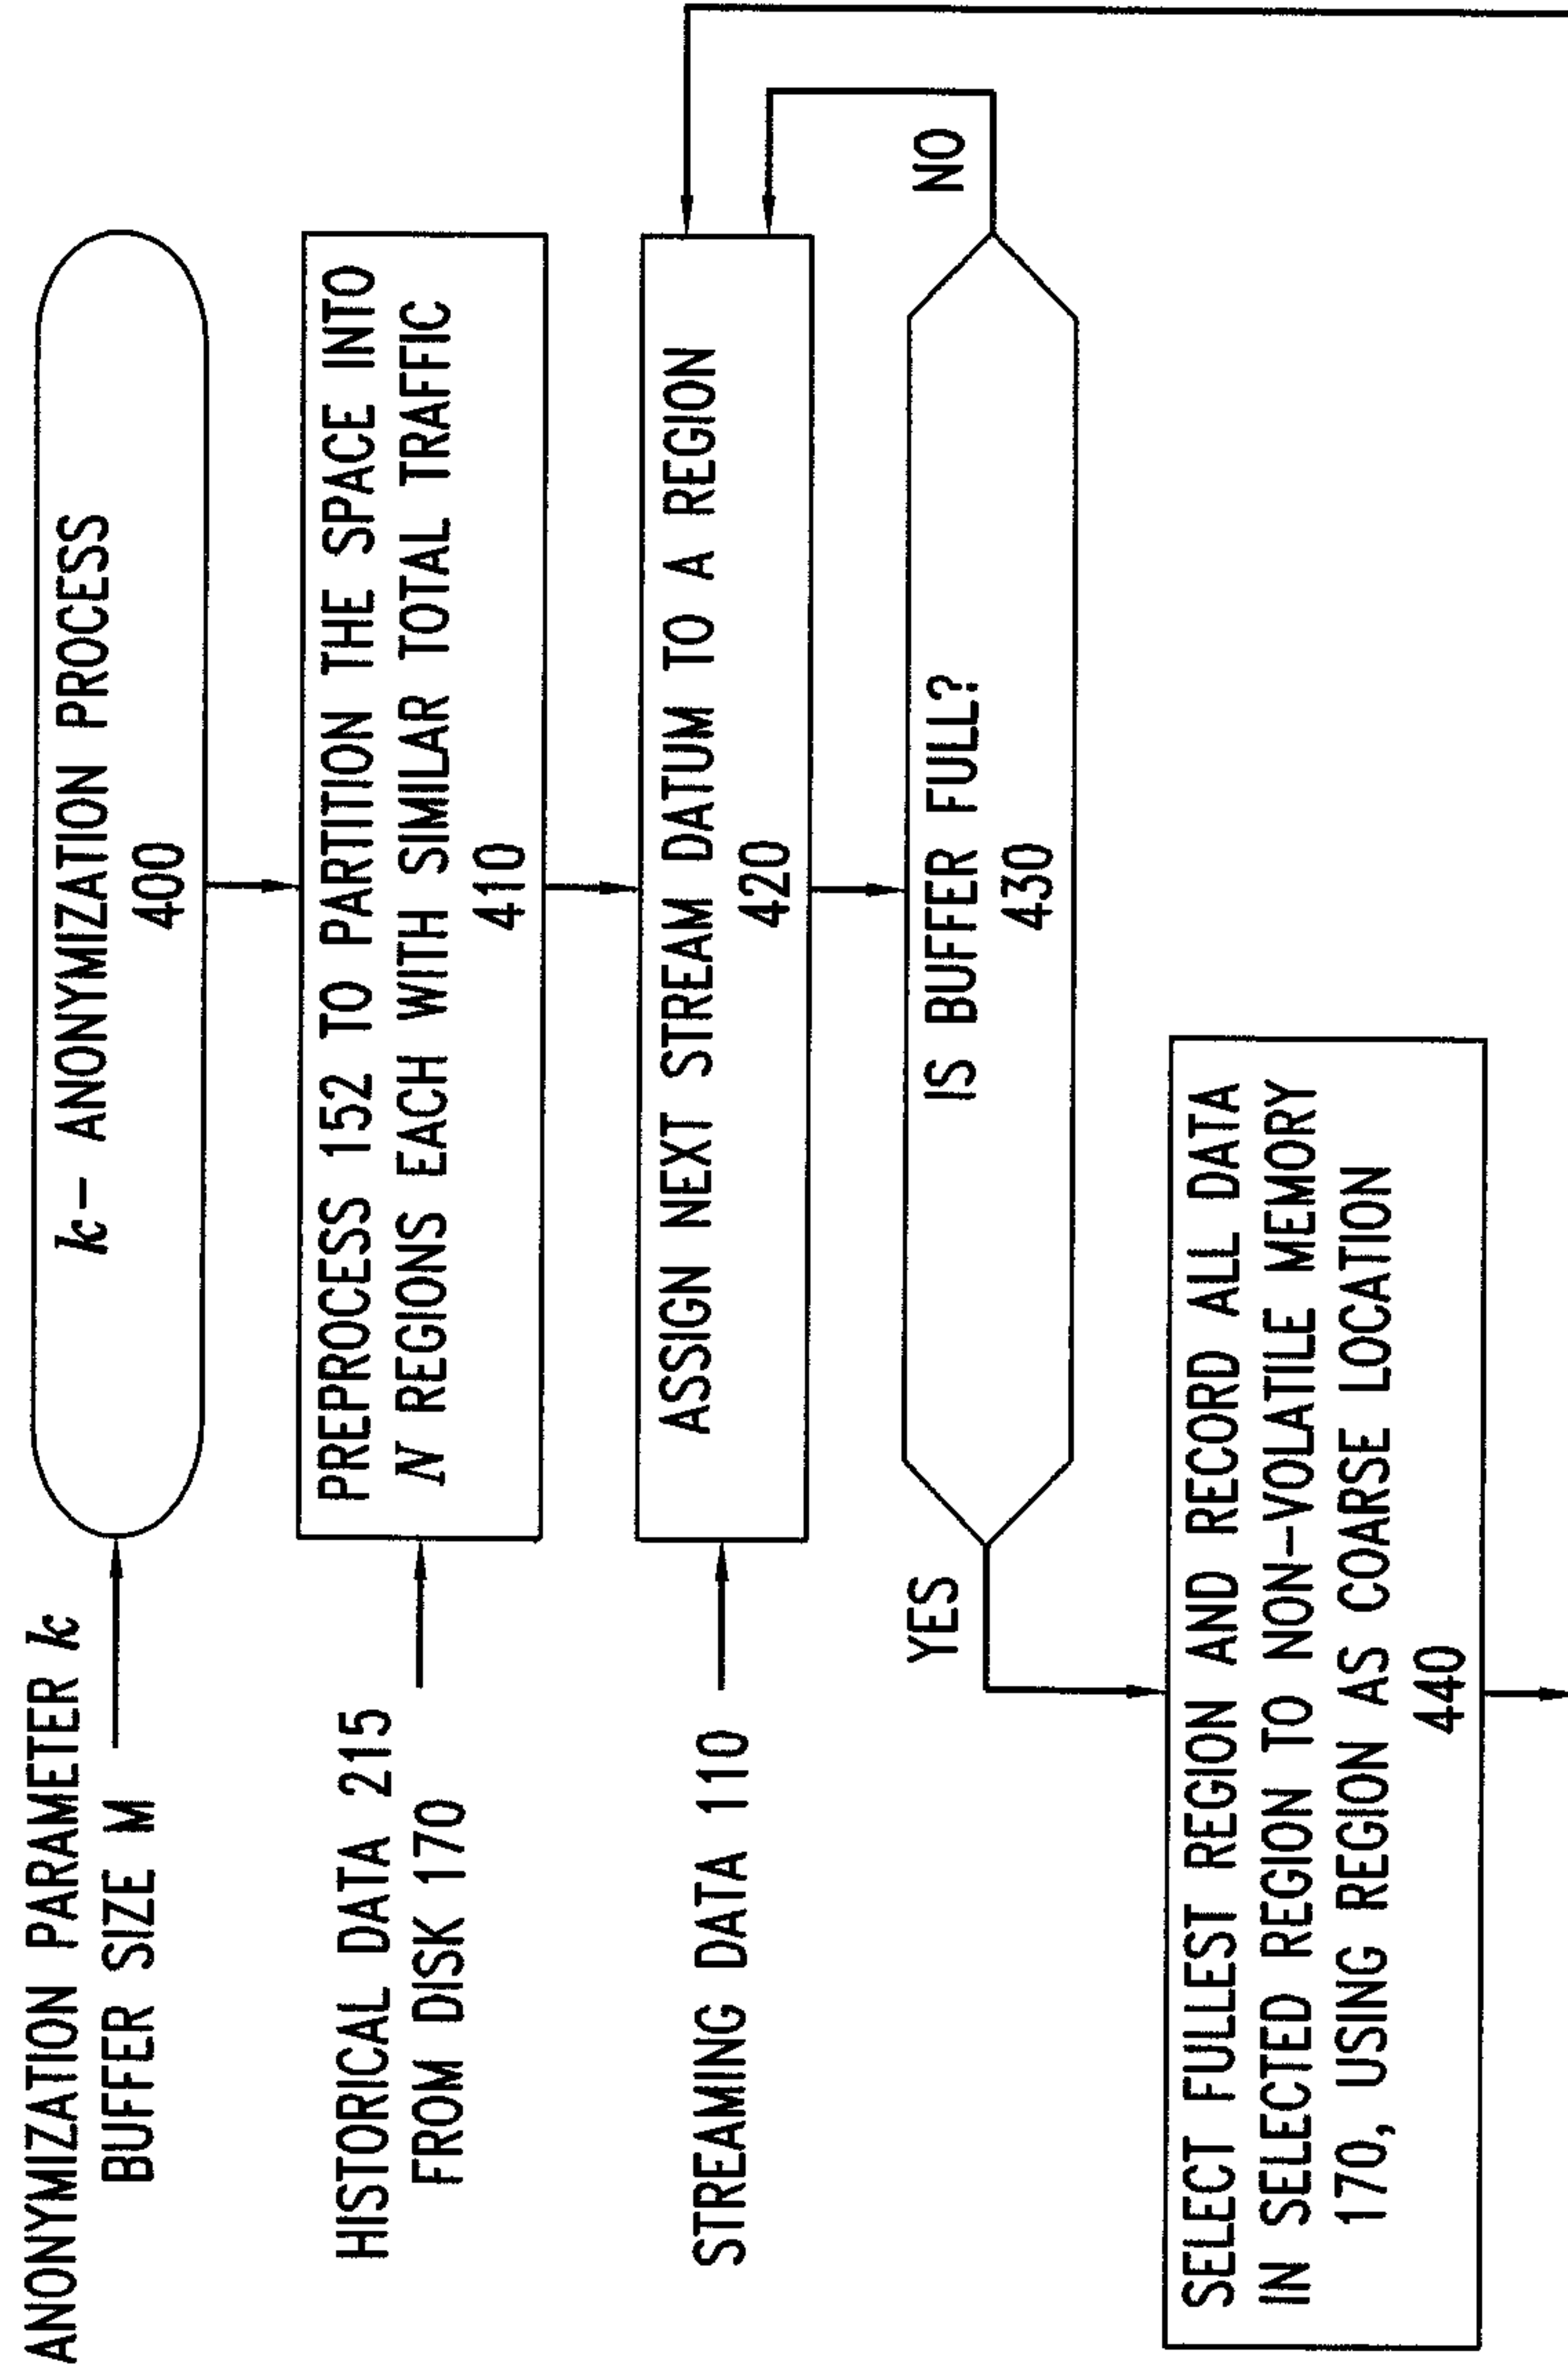 ANONYMIZATION PARAMETER k
BUFFER SIZE M
k- ANONYMIZATION PROCESS
400
HISTORICAL DATA 215
FROM DISK 170
PREPROCESS 152 TO PARTITION THE SPACE INTO
N REGIONS EACH WITH SIMILAR TOTAL TRAFFIC
410
STREAMING DATA 110
ASSIGN NEXT STREAM DATUM TO A REGION
420
IS BUFFER FULL?
430
YES
NO
SELECT FULLEST REGION AND RECORD ALL DATA
IN SELECTED REGION TO NON-VOLATILE MEMORY
170, USING REGION AS COARSE LOCATION
440